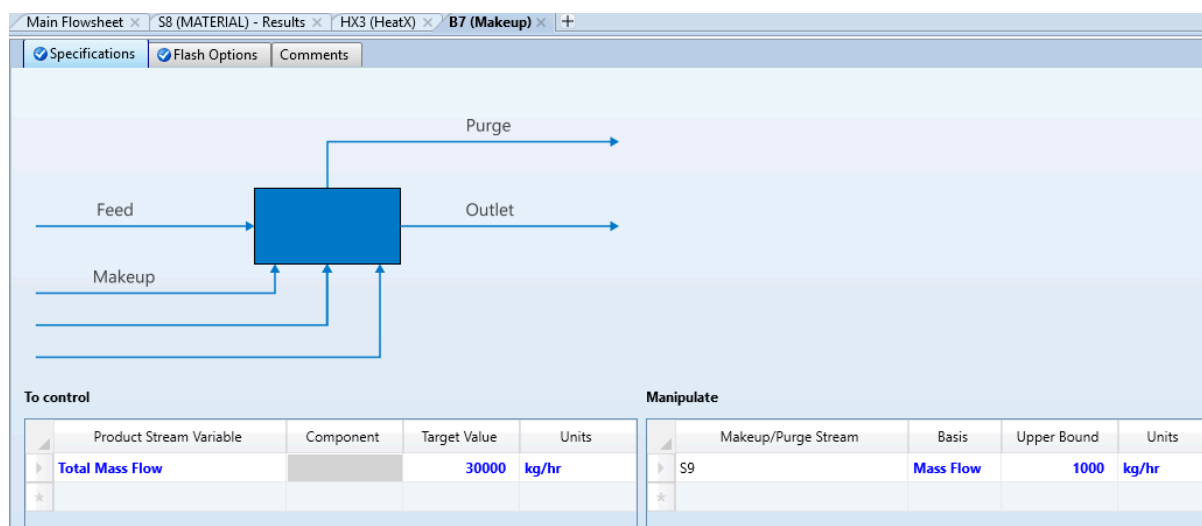 Main Flowsheet × S8 (MATERIAL) - Results × HX3 (HeatX) × B7 (Makeup) × +
Specifications Flash Options Comments
Purge
Feed Outlet
Makeup
To control Manipulate
Product Stream Variable Component Target Value Units Makeup/Purge Stream Basis Upper Bound Units
Total Mass Flow 30000 kg/hr S9 Mass Flow 1000 kg/hr